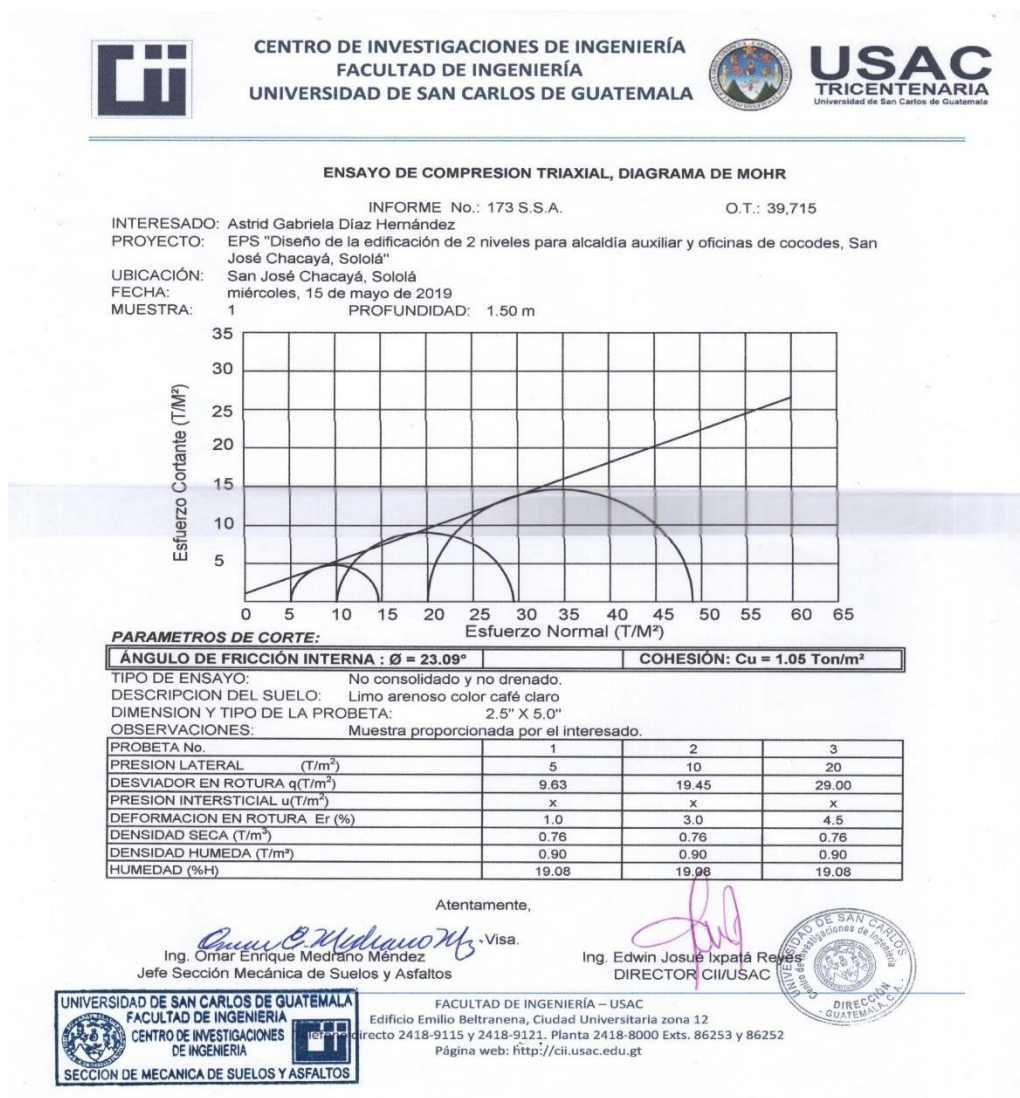 CENTRO DE INVESTIGACIONES DE INGENIERÍA
FACULTAD DE INGENIERÍA
UNIVERSIDAD DE SAN CARLOS DE GUATEMALA
cii
USAC
TRICENTENARIA
Universidad de San Carlos de Guatemala
ENSAYO DE COMPRESION TRIAXIAL, DIAGRAMA DE MOHR
INFORME No.: 173 S.S.A. O.T.: 39,715
INTERESADO: Astrid Gabriela Díaz Hernández
PROYECTO: EPS "Diseño de la edificación de 2 niveles para alcaldía auxiliar y oficinas de cocodes, San
José Chacayá, Sololá"
UBICACIÓN: San José Chacayá, Sololá
FECHA: miércoles, 15 de mayo de 2019
MUESTRA: 1 PROFUNDIDAD: 1.50 m
Esfuerzo Cortante (T/M²)
35
30
25
20
15
10
5
0 5 10 15 20 25 30 35 40 45 50 55 60 65
Esfuerzo Normal (T/M²)
PARAMETROS DE CORTE:
ÁNGULO DE FRICCIÓN INTERNA : Ø = 23.09° COHESIÓN: Cu = 1.05 Ton/m²
TIPO DE ENSAYO: No consolidado y no drenado.
DESCRIPCION DEL SUELO: Limo arenoso color café claro
DIMENSION Y TIPO DE LA PROBETA: 2.5" X 5.0"
OBSERVACIONES: Muestra proporcionada por el interesado.
PROBETA No. 1 2 3
PRESION LATERAL (T/m²) 5 10 20
DESVIADOR EN ROTURA q(T/m²) 9.63 19.45 29.00
PRESION INTERSTICIAL u(T/m²) x x x
DEFORMACION EN ROTURA Er (%) 1.0 3.0 4.5
DENSIDAD SECA (T/m³) 0.76 0.76 0.76
DENSIDAD HUMEDA (T/m³) 0.90 0.90 0.90
HUMEDAD (%H) 19.08 19.08 19.08
Atentamente,
Visa.
Ing. Omar Enrique Medrano Méndez
Jefe Sección Mecánica de Suelos y Asfaltos
Ing. Edwin Josué Ixpatá Reyes
DIRECTOR CII/USAC
UNIVERSIDAD DE SAN CARLOS
Centro de Investigaciones de Ingeniería
DIRECCIÓN
GUATEMALA, C. A.
UNIVERSIDAD DE SAN CARLOS DE GUATEMALA
FACULTAD DE INGENIERIA
CENTRO DE INVESTIGACIONES
DE INGENIERIA
SECCION DE MECANICA DE SUELOS Y ASFALTOS
FACULTAD DE INGENIERÍA – USAC
Edificio Emilio Beltranena, Ciudad Universitaria zona 12
directo 2418-9115 y 2418-9121. Planta 2418-8000 Exts. 86253 y 86252
Página web: http://cii.usac.edu.gt